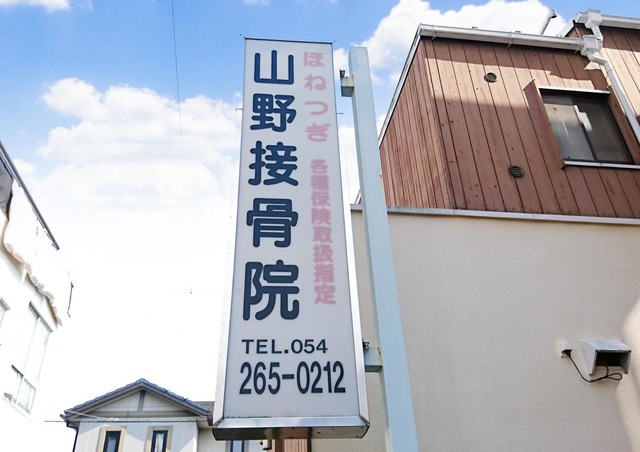 ほねつぎ 各種保険取扱指定
山野接骨院
TEL.054
265-0212